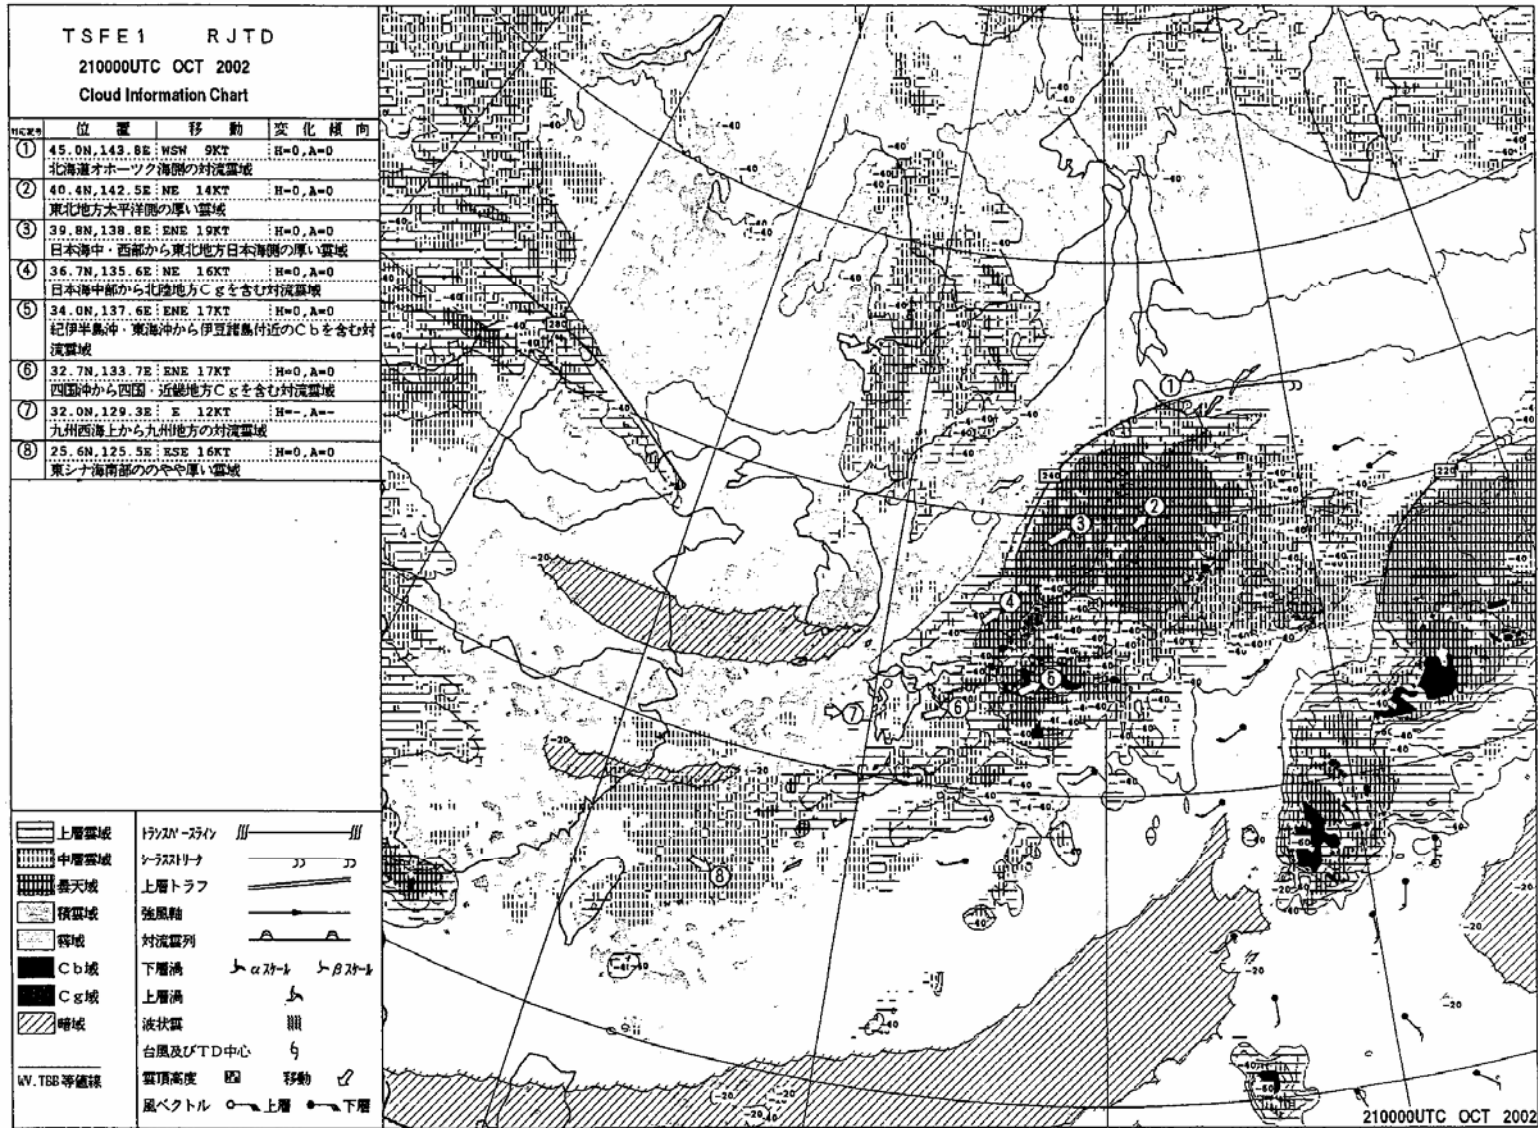 TSFE1 RJTD
210000UTC OCT 2002
Cloud Information Chart
位置 移動 変化傾向
① 45.0N,143.8E WSW 9KT H=0,A=0
北海道オホーツク海側の対流雲域
② 40.4N,142.5E NE 14KT H=0,A=0
東北地方太平洋側の厚い雲域
③ 39.8N,138.8E ENE 19KT H=0,A=0
日本海中・西部から東北地方日本海側の厚い雲域
④ 36.7N,135.6E NE 16KT H=0,A=0
日本海中部から北陸地方Cgを含む対流雲域
⑤ 34.0N,137.6E ENE 17KT H=0,A=0
紀伊半島沖・東海沖から伊豆諸島付近のCbを含む対
流雲域
⑥ 32.7N,133.7E ENE 17KT H=0,A=0
四国沖から四国・近畿地方Cgを含む対流雲域
⑦ 32.0N,129.3E E 12KT H=-,A=-
九州西海上から九州地方の対流雲域
⑧ 25.6N,125.5E ESE 16KT H=0,A=0
東シナ海南部ののやや厚い雲域
上層雲域
中層雲域
曇天域
積雲域
霧域
Cb域
Cg域
暗域
WV.TBB等値線
トランスバースライン
シーラスストリーク
上層トラフ
強風軸
対流雲列
下層渦 αスケール βスケール
上層渦
波状雲
台風及びTD中心
雲頂高度 移動
風ベクトル 上層 下層
280
240
220
①
②
③
④
⑤
⑥
⑦
⑧
-40
-20
-60
210000UTC OCT 2002